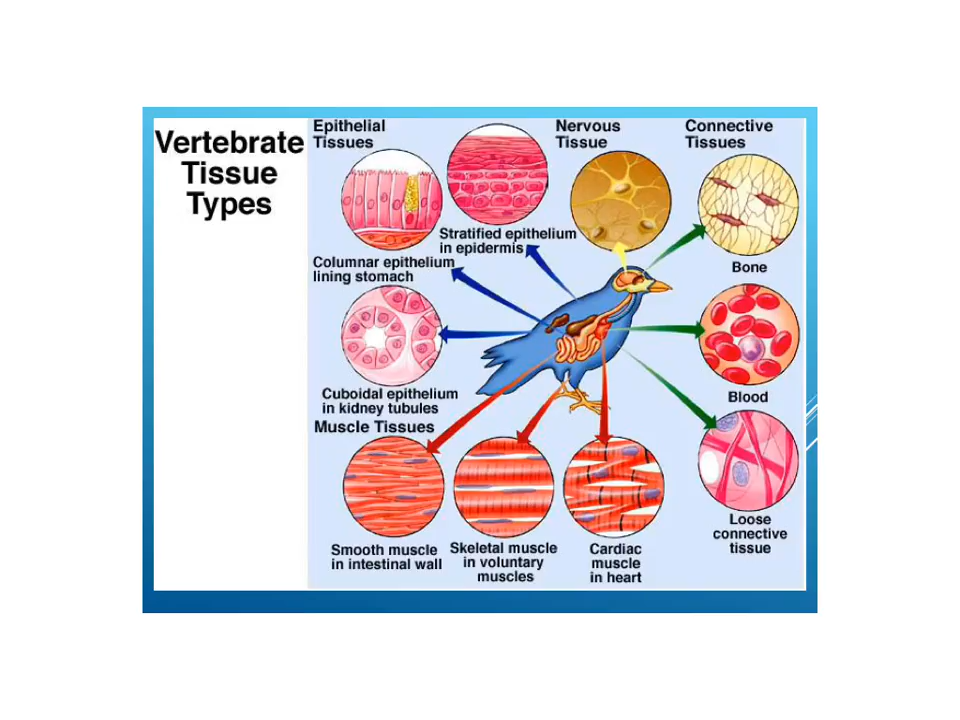 Vertebrate
Tissue
Types
Epithelial
Tissues
Nervous
Tissue
Connective
Tissues
Stratified epithelium
in epidermis
Columnar epithelium
lining stomach
Bone
Cuboidal epithelium
in kidney tubules
Blood
Muscle Tissues
Smooth muscle
in intestinal wall
Skeletal muscle
in voluntary
muscles
Cardiac
muscle
in heart
Loose
connective
tissue